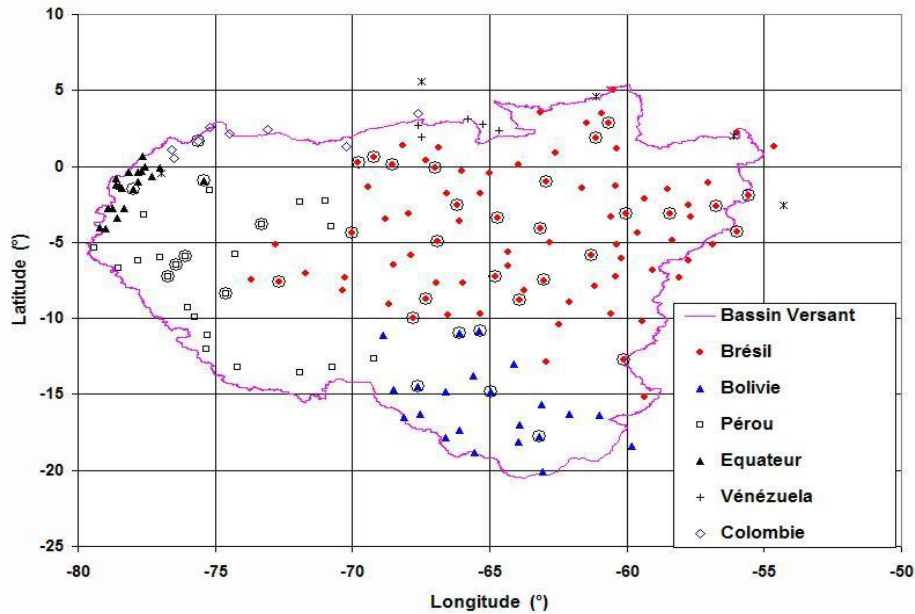 10
5
0
-5
-10
-15
-20
-25
Latitude (°)
Bassin Versant
Brésil
Bolivie
Pérou
Equateur
Vénézuela
Colombie
-80 -75 -70 -65 -60 -55 -50
Longitude (°)